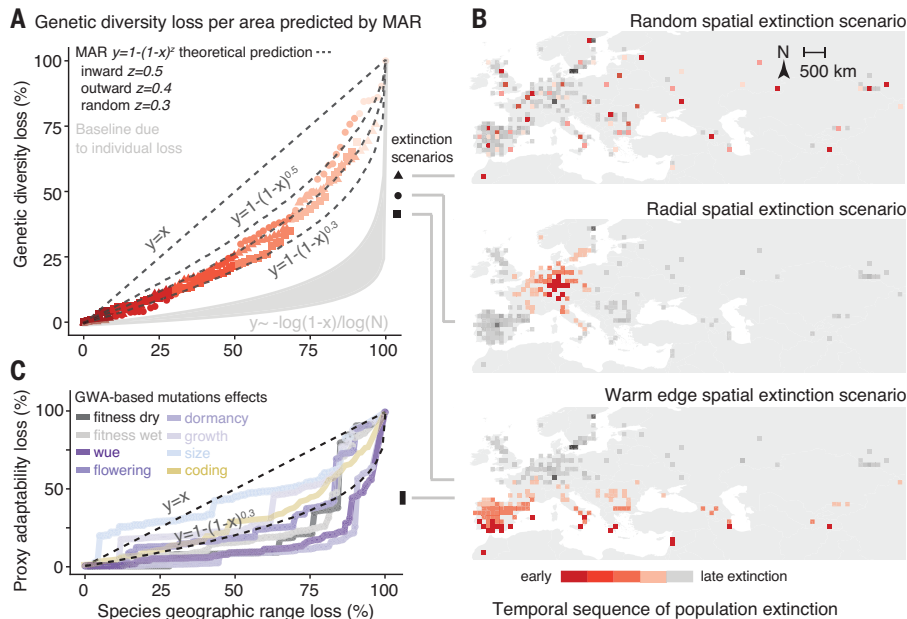 A Genetic diversity loss per area predicted by MAR
MAR y=1-(1-x)ᶻ theoretical prediction
inward z=0.5
outward z=0.4
random z=0.3
Baseline due
to individual loss
Genetic diversity loss (%)
100
75
50
25
0
y=x
y=1-(1-x)^0.5
y=1-(1-x)^0.3
y~ -log(1-x)/log(N)
0
25
50
75
100
extinction
scenarios
B
Random spatial extinction scenario
N
500 km
Radial spatial extinction scenario
Warm edge spatial extinction scenario
early
late extinction
Temporal sequence of population extinction
C
GWA-based mutations effects
fitness dry
fitness wet
wue
flowering
dormancy
growth
size
coding
Proxy adaptability loss (%)
100
75
50
25
0
y=x
y=1-(1-x)^0.3
0
25
50
75
100
Species geographic range loss (%)